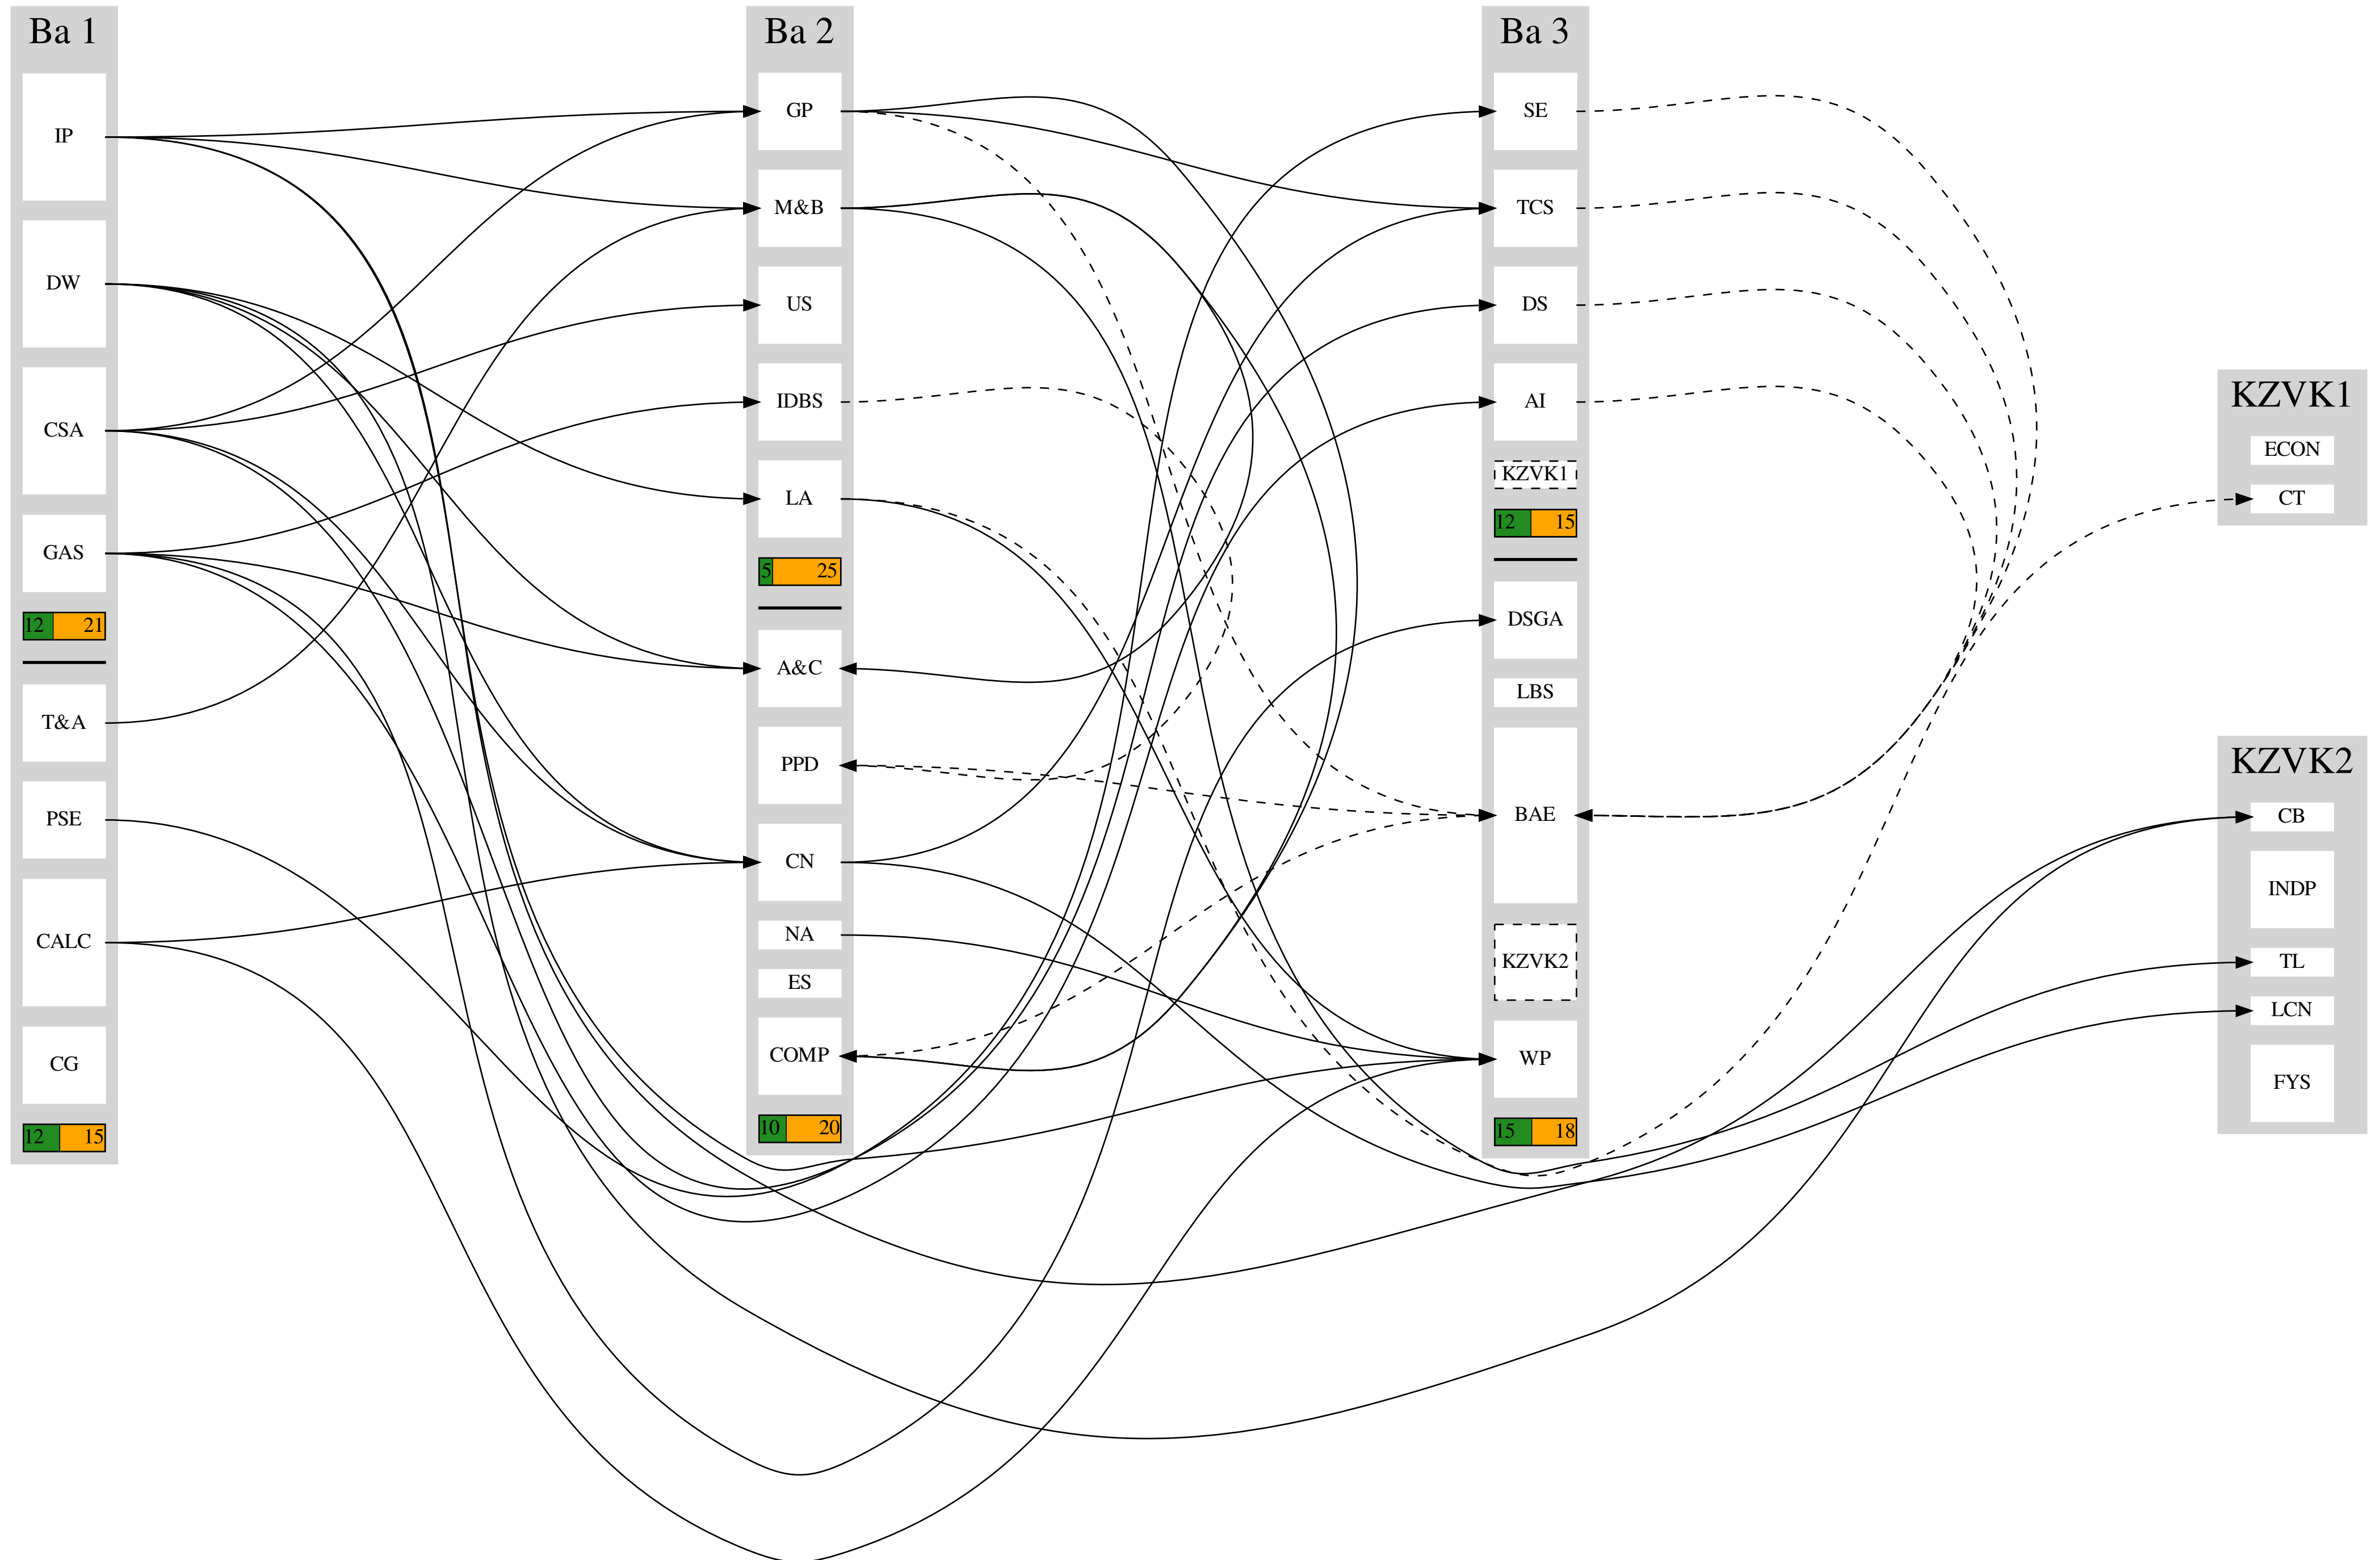 Ba 1
IP
DW
CSA
GAS
12 21
T&A
PSE
CALC
CG
12 15
Ba 2
GP
M&B
US
IDBS
LA
5 25
A&C
PPD
CN
NA
ES
COMP
10 20
Ba 3
SE
TCS
DS
AI
KZVK1
12 15
DSGA
LBS
BAE
KZVK2
WP
15 18
KZVK1
ECON
CT
KZVK2
CB
INDP
TL
LCN
FYS